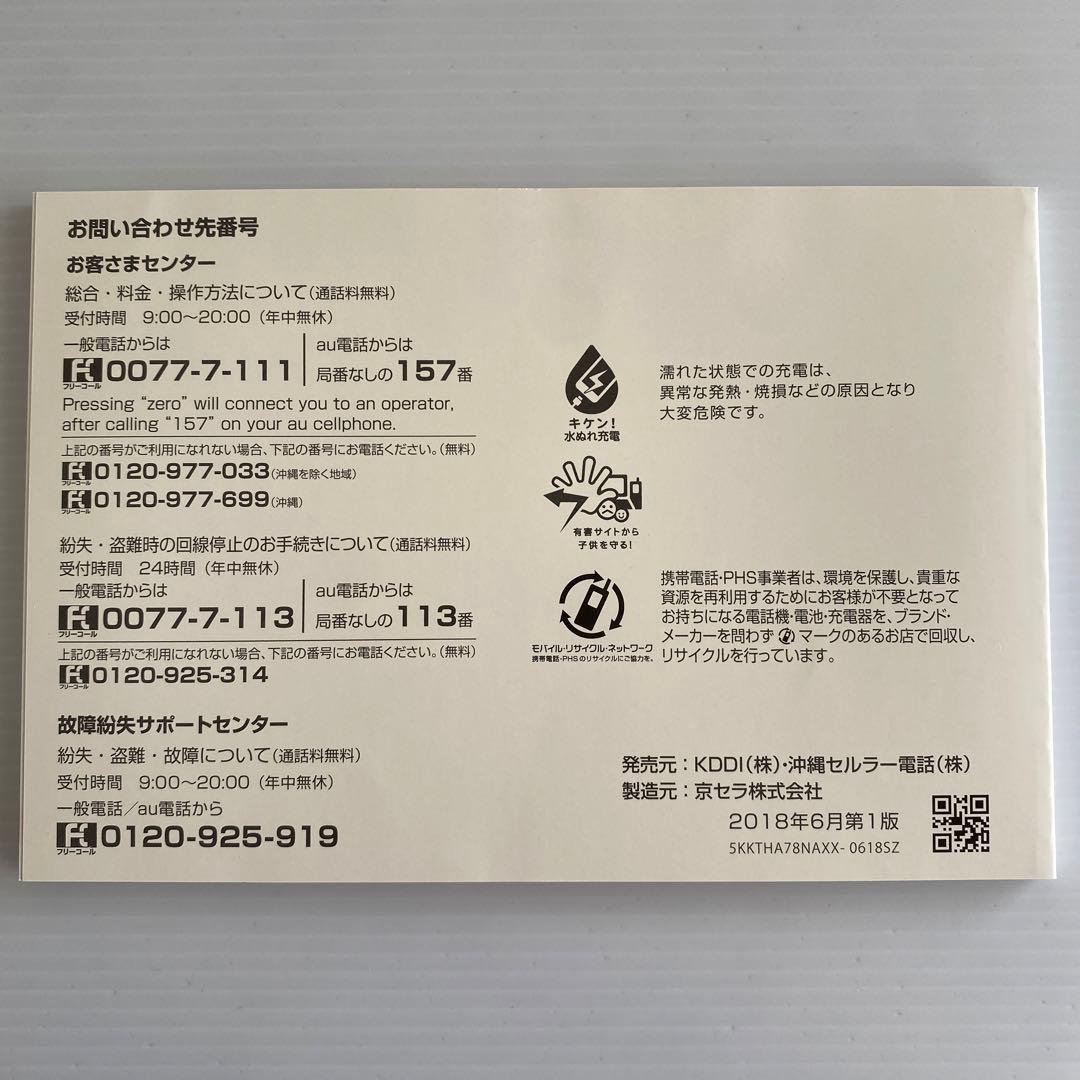 お問い合わせ先番号
お客さまセンター
総合・料金・操作方法について(通話料無料)
受付時間　9:00～20:00（年中無休）
一般電話からは
フリーコール 0077-7-111
au電話からは
局番なしの157番
Pressing “zero” will connect you to an operator,
after calling “157” on your au cellphone.
上記の番号がご利用になれない場合、下記の番号にお電話ください。(無料)
フリーコール 0120-977-033(沖縄を除く地域)
フリーコール 0120-977-699(沖縄)
紛失・盗難時の回線停止のお手続きについて(通話料無料)
受付時間　24時間（年中無休）
一般電話からは
フリーコール 0077-7-113
au電話からは
局番なしの113番
上記の番号がご利用になれない場合、下記の番号にお電話ください。(無料)
フリーコール 0120-925-314
故障紛失サポートセンター
紛失・盗難・故障について(通話料無料)
受付時間　9:00～20:00（年中無休）
一般電話／au電話から
フリーコール 0120-925-919
キケン！
水ぬれ充電
濡れた状態での充電は、
異常な発熱・焼損などの原因となり
大変危険です。
有害サイトから
子供を守る！
モバイル・リサイクル・ネットワーク
携帯電話・PHSのリサイクルにご協力を。
携帯電話・PHS事業者は、環境を保護し、貴重な
資源を再利用するためにお客様が不要となって
お持ちになる電話機・電池・充電器を、ブランド・
メーカーを問わず マークのあるお店で回収し、
リサイクルを行っています。
発売元：KDDI(株)・沖縄セルラー電話(株)
製造元：京セラ株式会社
2018年6月第1版
5KKTHA78NAXX- 0618SZ